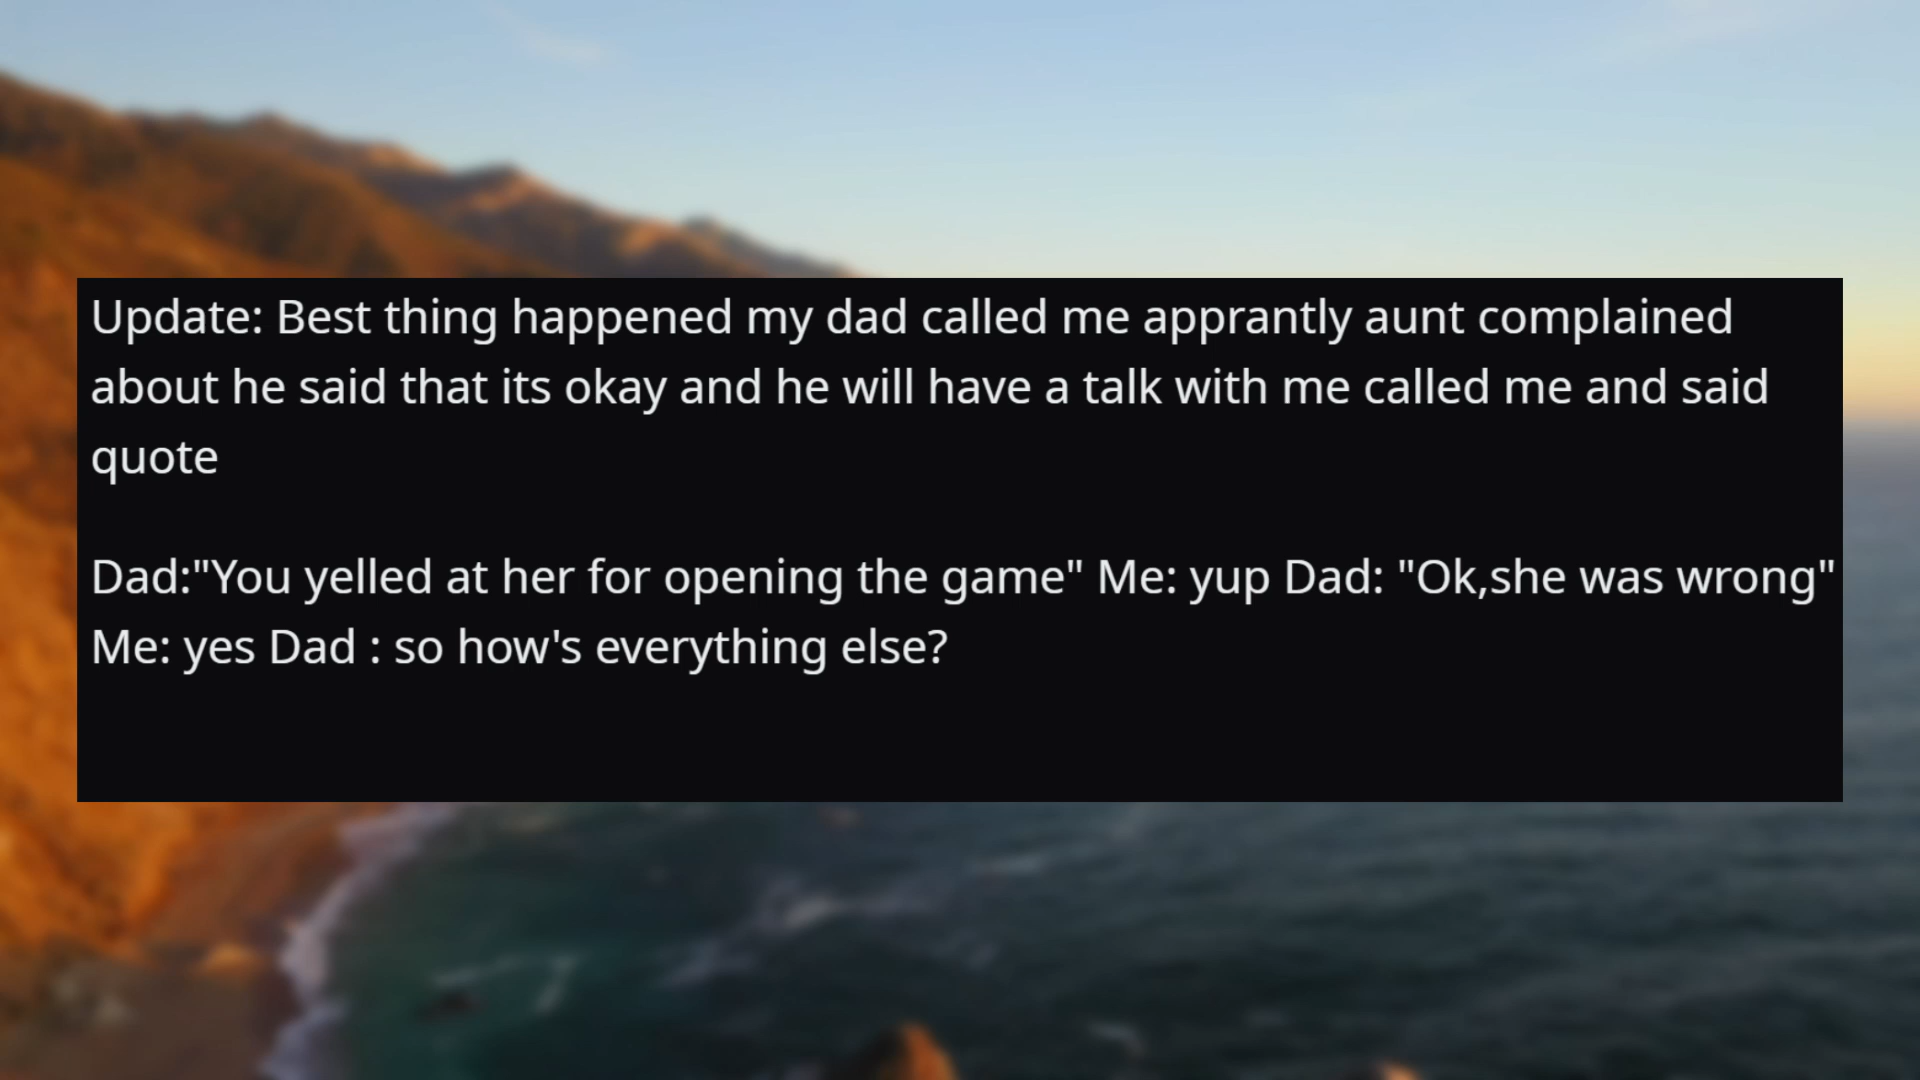 Update: Best thing happened my dad called me apprantly aunt complained
about he said that its okay and he will have a talk with me called me and said
quote
Dad:"You yelled at her for opening the game" Me: yup Dad: "Ok,she was wrong"
Me: yes Dad : so how's everything else?